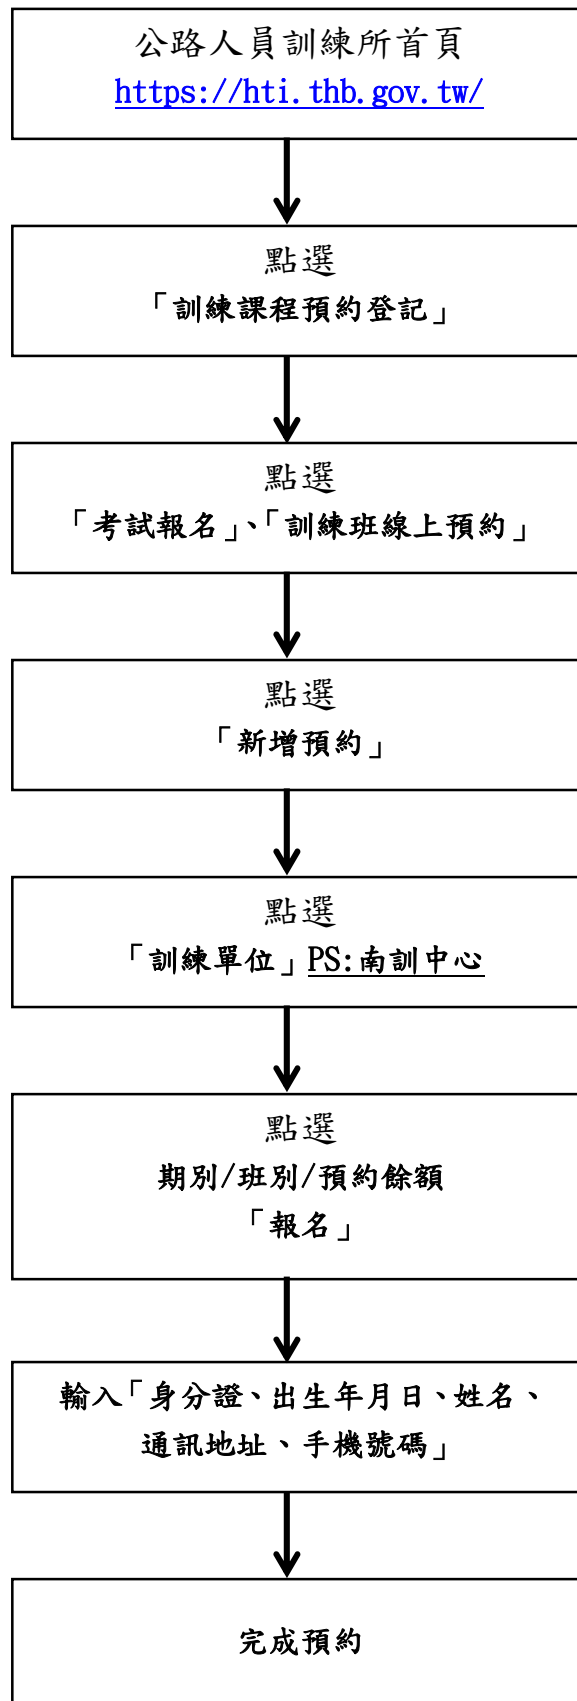 公路人員訓練所首頁
https://hti.thb.gov.tw/
點選
「訓練課程預約登記」
點選
「考試報名」、「訓練班線上預約」
點選
「新增預約」
點選
「訓練單位」PS:南訓中心
點選
期別/班別/預約餘額
「報名」
輸入「身分證、出生年月日、姓名、
通訊地址、手機號碼」
完成預約